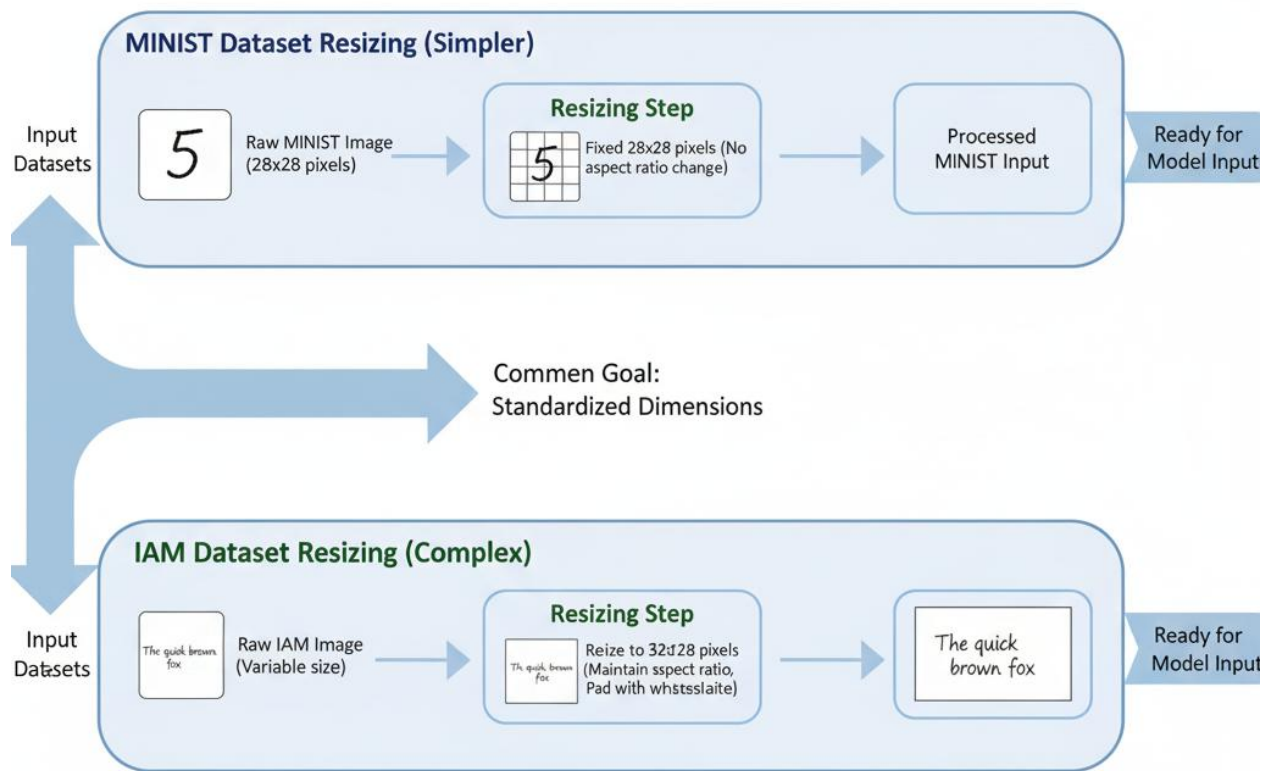 MINIST Dataset Resizing (Simpler)
Input
Datasets
5
Raw MINIST Image
(28x28 pixels)
Resizing Step
5
Fixed 28x28 pixels (No
aspect ratio change)
Processed
MINIST Input
Ready for
Model Input
Commen Goal:
Standardized Dimensions
IAM Dataset Resizing (Complex)
Input
Datasets
The quick brown
fox
Raw IAM Image
(Variable size)
Resizing Step
The quick brown
fox
Reize to pixels
(Maintain sspect ratio,
Pad with
The quick
brown fox
Ready for
Model Input